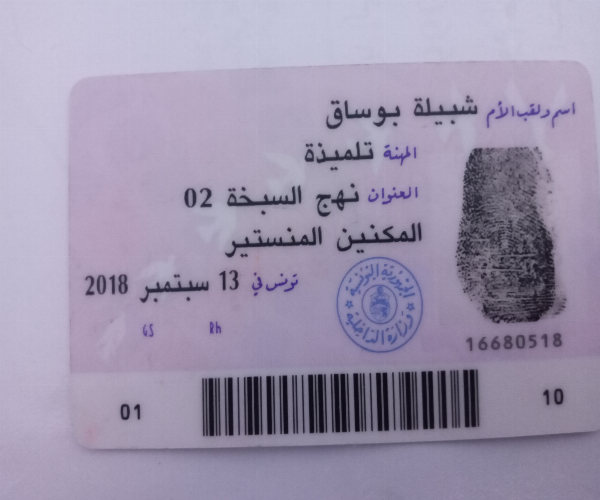 اسم ولقب الأم شبيلة بوساق
المهنة تلميذة
العنوان نهج السبخة 02
المكنين المنستير
تونس في 13 سبتمبر 2018
GS Rh
الجمهورية التونسية
وزارة الداخلية
16680518
01 10